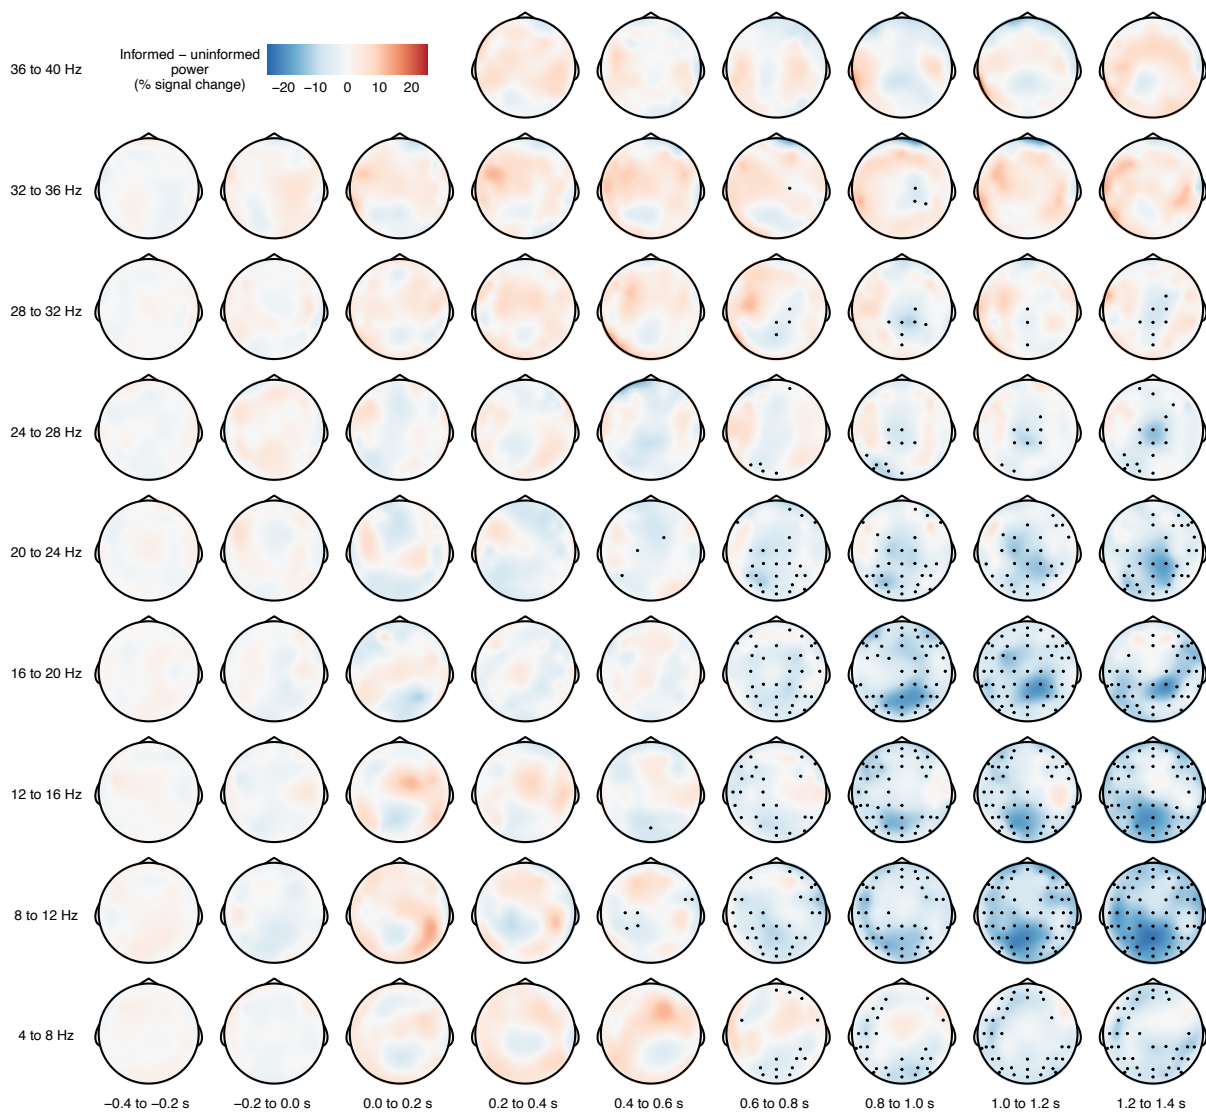 Informed − uninformed
power
(% signal change)
−20 −10 0 10 20
36 to 40 Hz
32 to 36 Hz
28 to 32 Hz
24 to 28 Hz
20 to 24 Hz
16 to 20 Hz
12 to 16 Hz
8 to 12 Hz
4 to 8 Hz
−0.4 to −0.2 s −0.2 to 0.0 s 0.0 to 0.2 s 0.2 to 0.4 s 0.4 to 0.6 s 0.6 to 0.8 s 0.8 to 1.0 s 1.0 to 1.2 s 1.2 to 1.4 s